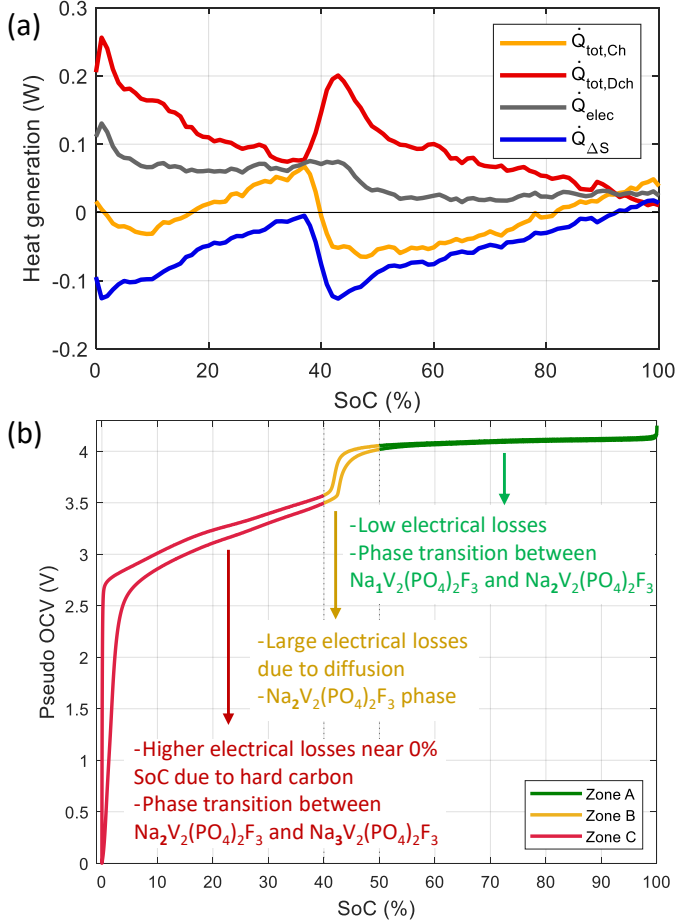 (a)
0.3
0.2
0.1
0
-0.1
-0.2
Heat generation (W)
Q̇tot,Ch
Q̇tot,Dch
Q̇elec
Q̇ΔS
0 20 40 60 80 100
SoC (%)
(b)
4
3.5
3
2.5
2
1.5
1
0.5
0
Pseudo OCV (V)
-Low electrical losses
-Phase transition between
Na1V2(PO4)2F3 and Na2V2(PO4)2F3
-Large electrical losses
due to diffusion
-Na2V2(PO4)2F3 phase
-Higher electrical losses near 0%
SoC due to hard carbon
-Phase transition between
Na2V2(PO4)2F3 and Na3V2(PO4)2F3
Zone A
Zone B
Zone C
0 10 20 30 40 50 60 70 80 90 100
SoC (%)